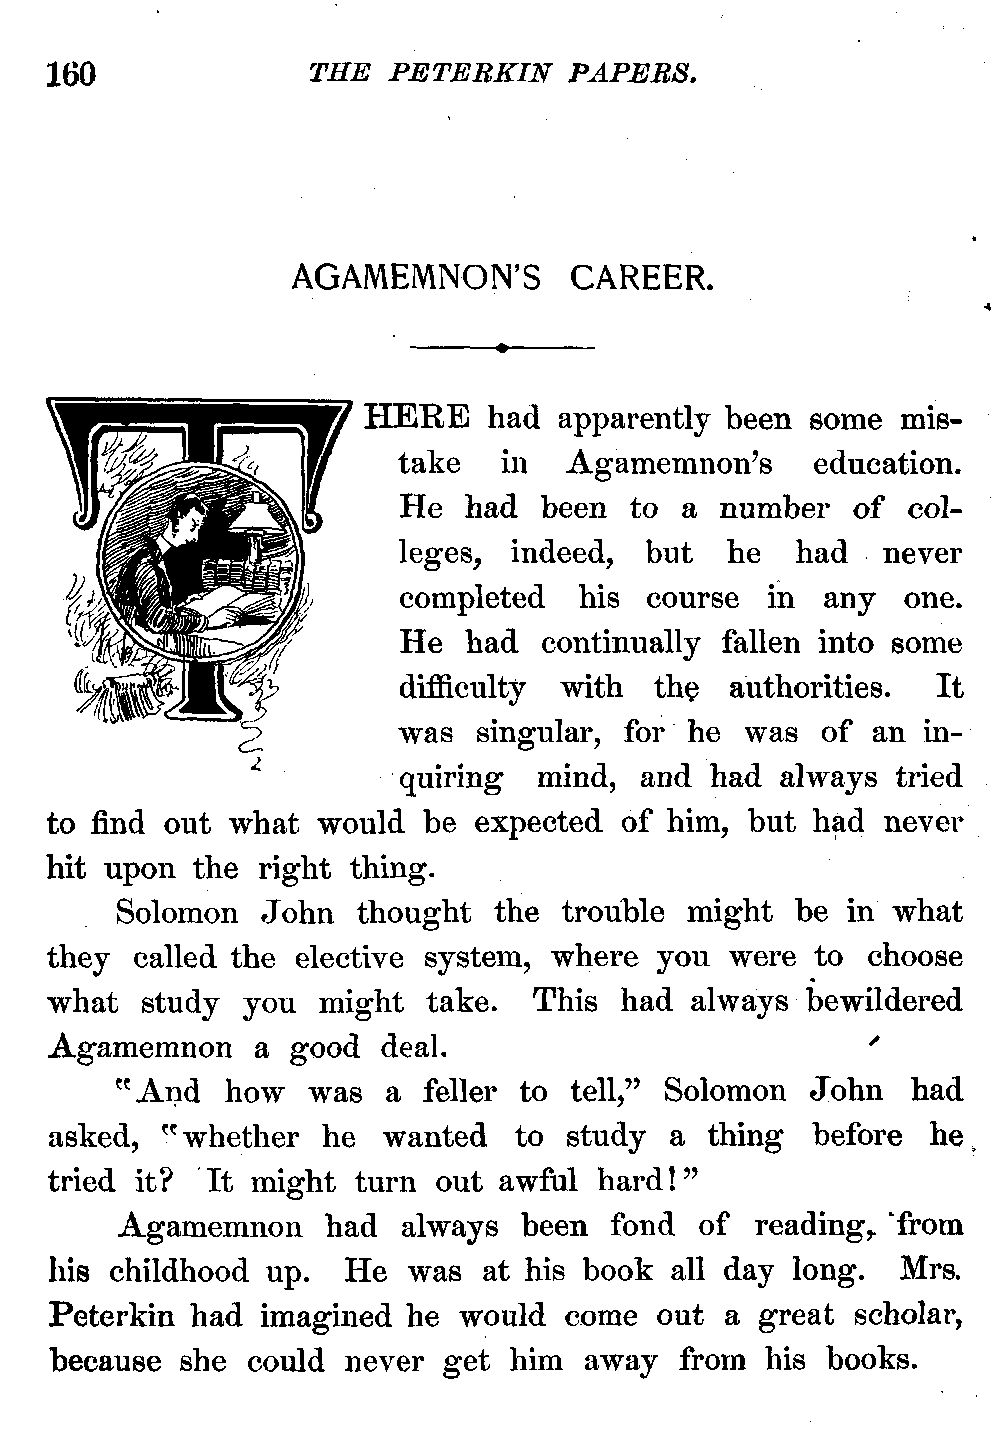 160 THE PETERKIN PAPERS.
AGAMEMNON'S CAREER.
THERE had apparently been some mis-
take in Agamemnon's education.
He had been to a number of col-
leges, indeed, but he had never
completed his course in any one.
He had continually fallen into some
difficulty with the authorities. It
was singular, for he was of an in-
quiring mind, and had always tried
to find out what would be expected of him, but had never
hit upon the right thing.
Solomon John thought the trouble might be in what
they called the elective system, where you were to choose
what study you might take. This had always bewildered
Agamemnon a good deal.
"And how was a feller to tell," Solomon John had
asked, "whether he wanted to study a thing before he
tried it? It might turn out awful hard!"
Agamemnon had always been fond of reading, from
his childhood up. He was at his book all day long. Mrs.
Peterkin had imagined he would come out a great scholar,
because she could never get him away from his books.